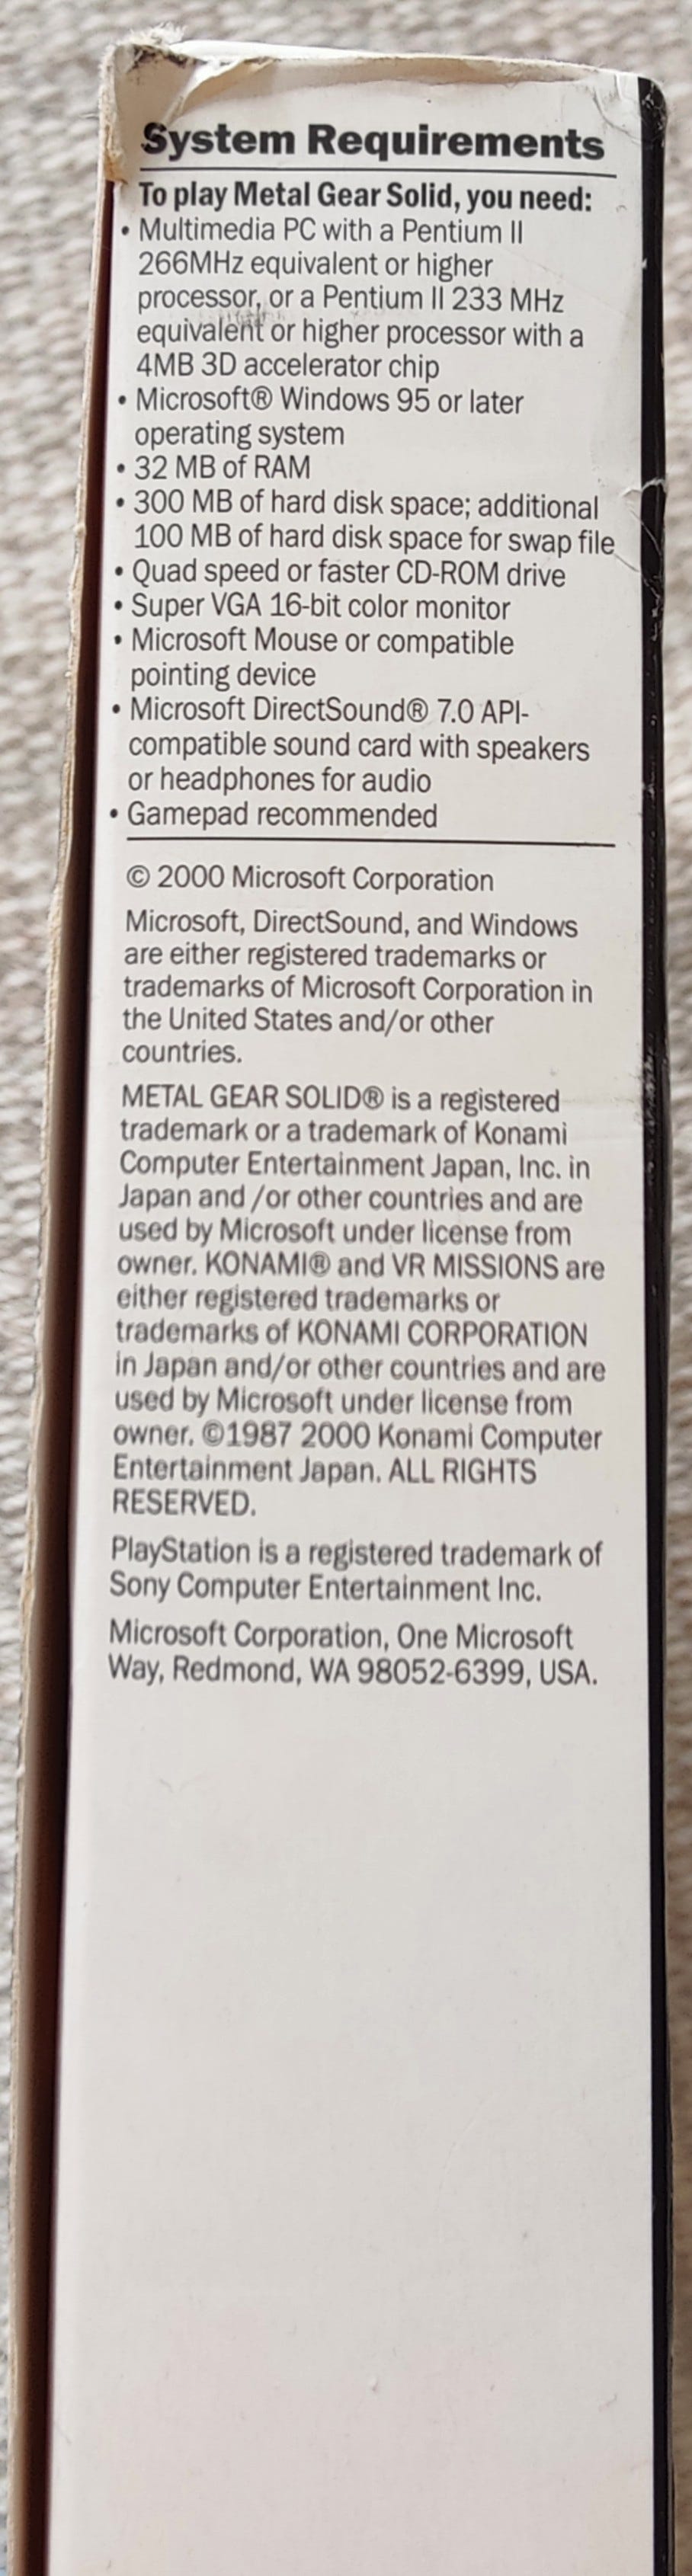 System Requirements
To play Metal Gear Solid, you need:
• Multimedia PC with a Pentium II
266MHz equivalent or higher
processor, or a Pentium II 233 MHz
equivalent or higher processor with a
4MB 3D accelerator chip
• Microsoft® Windows 95 or later
operating system
• 32 MB of RAM
• 300 MB of hard disk space; additional
100 MB of hard disk space for swap file
• Quad speed or faster CD-ROM drive
• Super VGA 16-bit color monitor
• Microsoft Mouse or compatible
pointing device
• Microsoft DirectSound® 7.0 API-
compatible sound card with speakers
or headphones for audio
• Gamepad recommended
© 2000 Microsoft Corporation
Microsoft, DirectSound, and Windows
are either registered trademarks or
trademarks of Microsoft Corporation in
the United States and/or other
countries.
METAL GEAR SOLID® is a registered
trademark or a trademark of Konami
Computer Entertainment Japan, Inc. in
Japan and /or other countries and are
used by Microsoft under license from
owner. KONAMI® and VR MISSIONS are
either registered trademarks or
trademarks of KONAMI CORPORATION
in Japan and/or other countries and are
used by Microsoft under license from
owner. ©1987 2000 Konami Computer
Entertainment Japan. ALL RIGHTS
RESERVED.
PlayStation is a registered trademark of
Sony Computer Entertainment Inc.
Microsoft Corporation, One Microsoft
Way, Redmond, WA 98052-6399, USA.